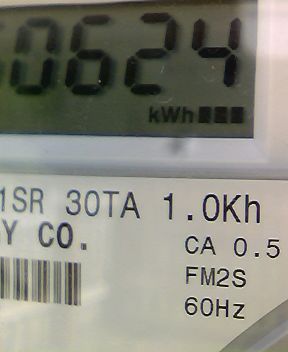 0624
kWh
1SR 30TA 1.0Kh
Y CO.
CA 0.5
FM2S
60Hz